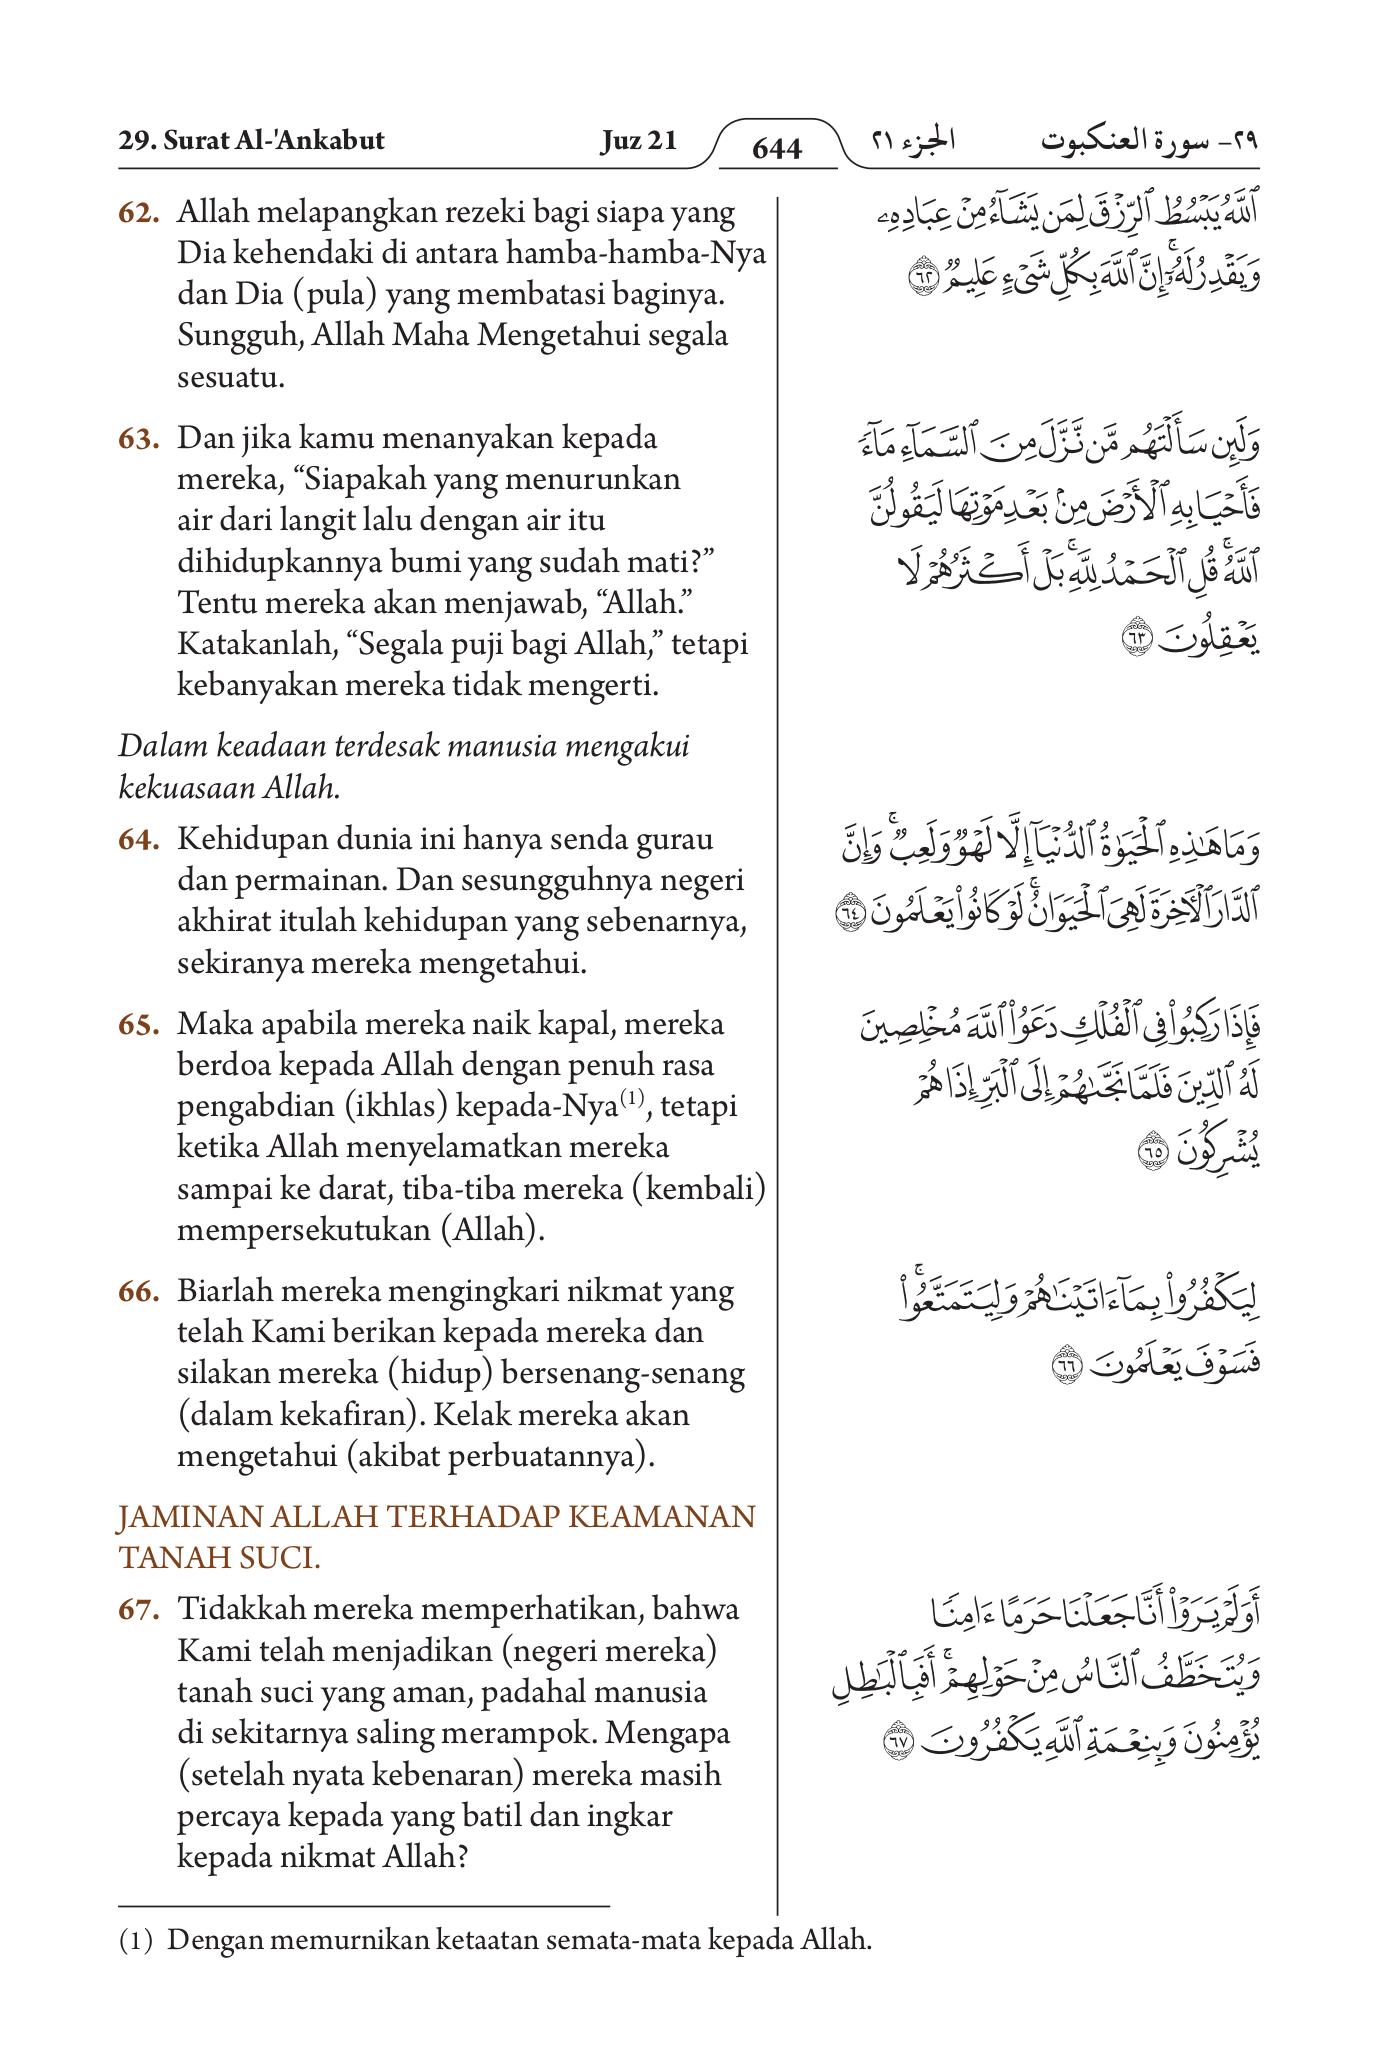 29. Surat Al-'Ankabut
Juz 21
644
الجزء ٢١
٢٩- سورة العنكبوت
62. Allah melapangkan rezeki bagi siapa yang
Dia kehendaki di antara hamba-hamba-Nya
dan Dia (pula) yang membatasi baginya.
Sungguh, Allah Maha Mengetahui segala
sesuatu.
63. Dan jika kamu menanyakan kepada
mereka, “Siapakah yang menurunkan
air dari langit lalu dengan air itu
dihidupkannya bumi yang sudah mati?”
Tentu mereka akan menjawab, “Allah.”
Katakanlah, “Segala puji bagi Allah,” tetapi
kebanyakan mereka tidak mengerti.
Dalam keadaan terdesak manusia mengakui
kekuasaan Allah.
64. Kehidupan dunia ini hanya senda gurau
dan permainan. Dan sesungguhnya negeri
akhirat itulah kehidupan yang sebenarnya,
sekiranya mereka mengetahui.
65. Maka apabila mereka naik kapal, mereka
berdoa kepada Allah dengan penuh rasa
pengabdian (ikhlas) kepada-Nya(1), tetapi
ketika Allah menyelamatkan mereka
sampai ke darat, tiba-tiba mereka (kembali)
mempersekutukan (Allah).
66. Biarlah mereka mengingkari nikmat yang
telah Kami berikan kepada mereka dan
silakan mereka (hidup) bersenang-senang
(dalam kekafiran). Kelak mereka akan
mengetahui (akibat perbuatannya).
JAMINAN ALLAH TERHADAP KEAMANAN
TANAH SUCI.
67. Tidakkah mereka memperhatikan, bahwa
Kami telah menjadikan (negeri mereka)
tanah suci yang aman, padahal manusia
di sekitarnya saling merampok. Mengapa
(setelah nyata kebenaran) mereka masih
percaya kepada yang batil dan ingkar
kepada nikmat Allah?
ٱللَّهُ يَبْسُطُ ٱلرِّزْقَ لِمَن يَشَآءُ مِنْ عِبَادِهِۦ
وَيَقْدِرُ لَهُۥٓ ۚ إِنَّ ٱللَّهَ بِكُلِّ شَىْءٍ عَلِيمٌ ٦٢
وَلَئِن سَأَلْتَهُم مَّن نَّزَّلَ مِنَ ٱلسَّمَآءِ مَآءً
فَأَحْيَا بِهِ ٱلْأَرْضَ مِنۢ بَعْدِ مَوْتِهَا لَيَقُولُنَّ
ٱللَّهُ ۚ قُلِ ٱلْحَمْدُ لِلَّهِ ۚ بَلْ أَكْثَرُهُمْ لَا
يَعْقِلُونَ ٦٣
وَمَا هَـٰذِهِ ٱلْحَيَوٰةُ ٱلدُّنْيَآ إِلَّا لَهْوٌ وَلَعِبٌ ۚ وَإِنَّ
ٱلدَّارَ ٱلْـَٔاخِرَةَ لَهِىَ ٱلْحَيَوَانُ ۚ لَوْ كَانُوا۟ يَعْلَمُونَ ٦٤
فَإِذَا رَكِبُوا۟ فِى ٱلْفُلْكِ دَعَوُا۟ ٱللَّهَ مُخْلِصِينَ
لَهُ ٱلدِّينَ فَلَمَّا نَجَّىٰهُمْ إِلَى ٱلْبَرِّ إِذَا هُمْ
يُشْرِكُونَ ٦٥
لِيَكْفُرُوا۟ بِمَآ ءَاتَيْنَـٰهُمْ وَلِيَتَمَتَّعُوا۟ ۚ
فَسَوْفَ يَعْلَمُونَ ٦٦
أَوَلَمْ يَرَوْا۟ أَنَّا جَعَلْنَا حَرَمًا ءَامِنًا
وَيُتَخَطَّفُ ٱلنَّاسُ مِنْ حَوْلِهِمْ ۚ أَفَبِٱلْبَـٰطِلِ
يُؤْمِنُونَ وَبِنِعْمَةِ ٱللَّهِ يَكْفُرُونَ ٦٧
(1) Dengan memurnikan ketaatan semata-mata kepada Allah.